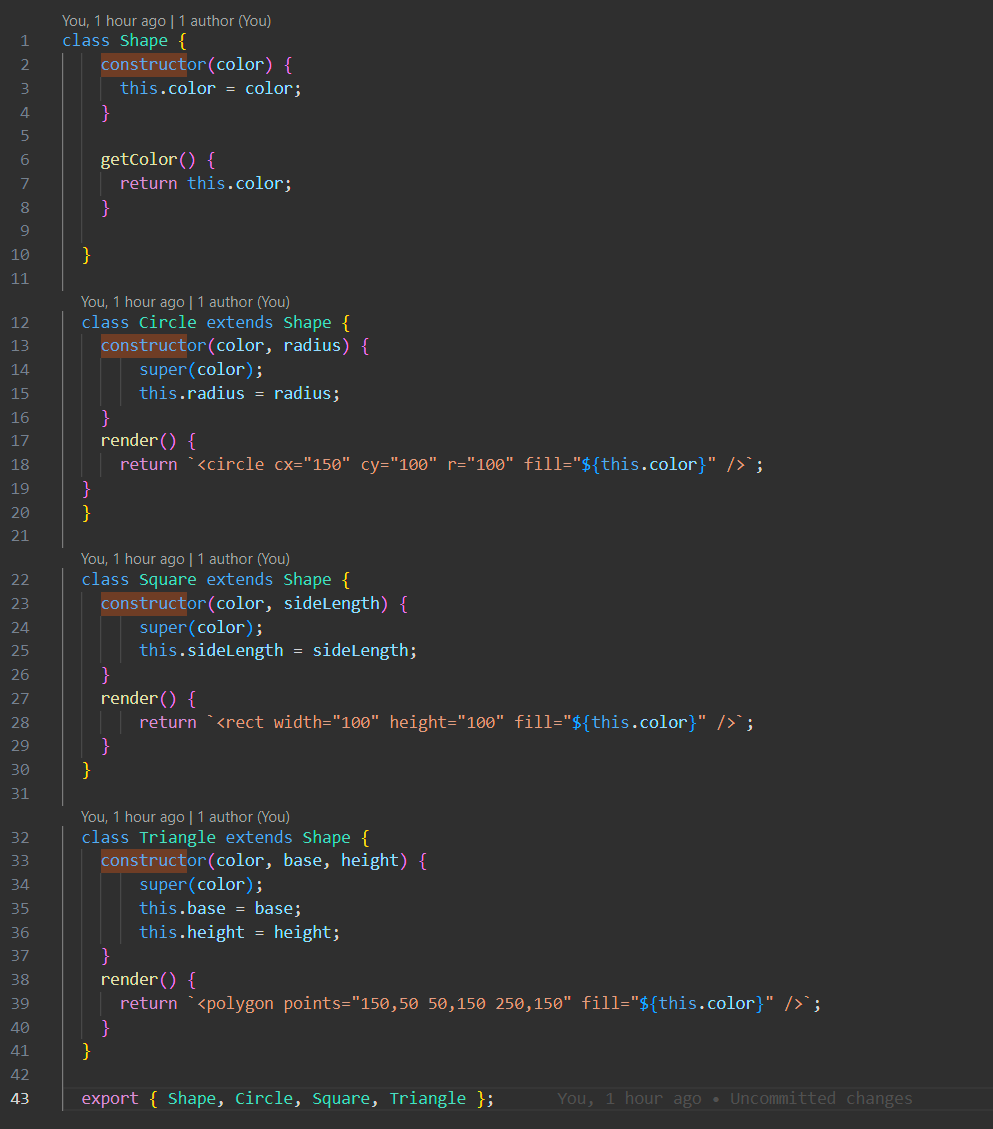 You, 1 hour ago | 1 author (You)
1 class Shape {
2 constructor(color) {
3 this.color = color;
4 }
5
6 getColor() {
7 return this.color;
8 }
9
10 }
11
You, 1 hour ago | 1 author (You)
12 class Circle extends Shape {
13 constructor(color, radius) {
14 super(color);
15 this.radius = radius;
16 }
17 render() {
18 return `<circle cx="150" cy="100" r="100" fill="${this.color}" />`;
19 }
20 }
21
You, 1 hour ago | 1 author (You)
22 class Square extends Shape {
23 constructor(color, sideLength) {
24 super(color);
25 this.sideLength = sideLength;
26 }
27 render() {
28 return `<rect width="100" height="100" fill="${this.color}" />`;
29 }
30 }
31
You, 1 hour ago | 1 author (You)
32 class Triangle extends Shape {
33 constructor(color, base, height) {
34 super(color);
35 this.base = base;
36 this.height = height;
37 }
38 render() {
39 return `<polygon points="150,50 50,150 250,150" fill="${this.color}" />`;
40 }
41 }
42
43 export { Shape, Circle, Square, Triangle }; You, 1 hour ago • Uncommitted changes